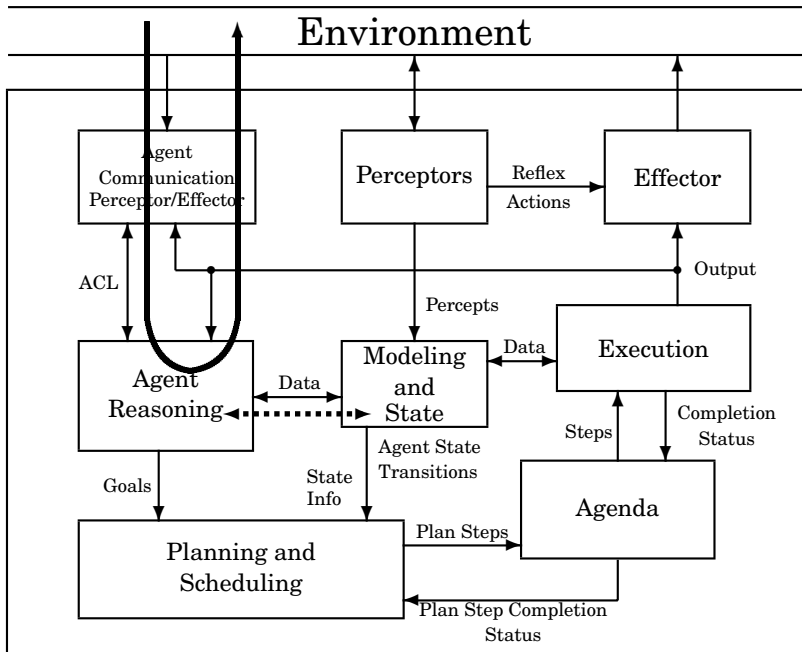 Environment
Agent
Communication
Perceptor/Effector
Perceptors
Reflex
Actions
Effector
ACL
Percepts
Output
Agent
Reasoning
Data
Modeling
and
State
Data
Execution
Goals
State
Info
Agent State
Transitions
Steps
Completion
Status
Planning and
Scheduling
Plan Steps
Agenda
Plan Step Completion
Status